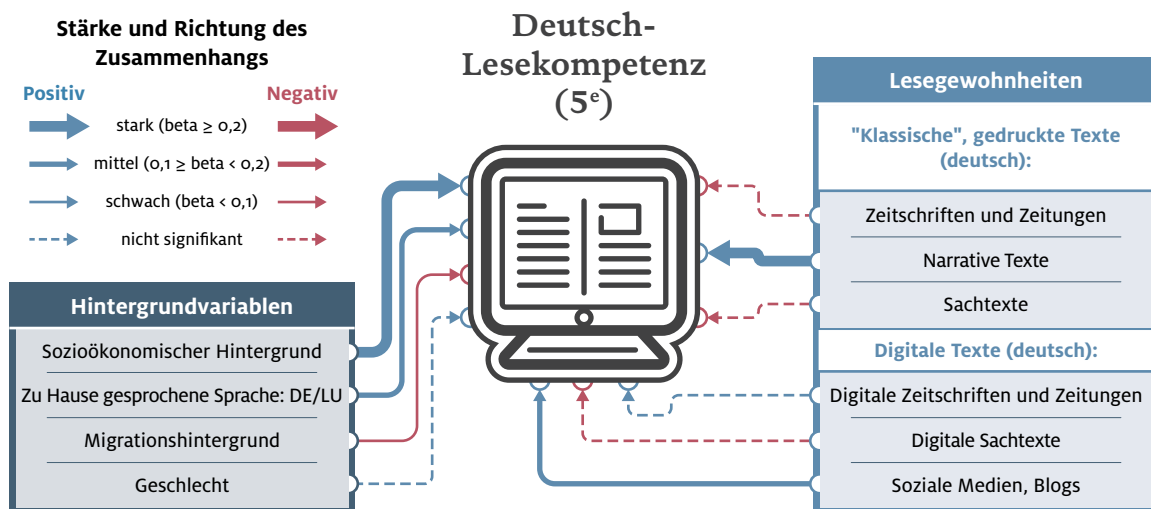 Stärke und Richtung des
Zusammenhangs
Positiv
Negativ
stark (beta ≥ 0,2)
mittel (0,1 ≥ beta < 0,2)
schwach (beta < 0,1)
nicht signifikant
Deutsch-
Lesekompetenz
(5ᵉ)
Hintergrundvariablen
Sozioökonomischer Hintergrund
Zu Hause gesprochene Sprache: DE/LU
Migrationshintergrund
Geschlecht
Lesegewohnheiten
"Klassische", gedruckte Texte
(deutsch):
Zeitschriften und Zeitungen
Narrative Texte
Sachtexte
Digitale Texte (deutsch):
Digitale Zeitschriften und Zeitungen
Digitale Sachtexte
Soziale Medien, Blogs